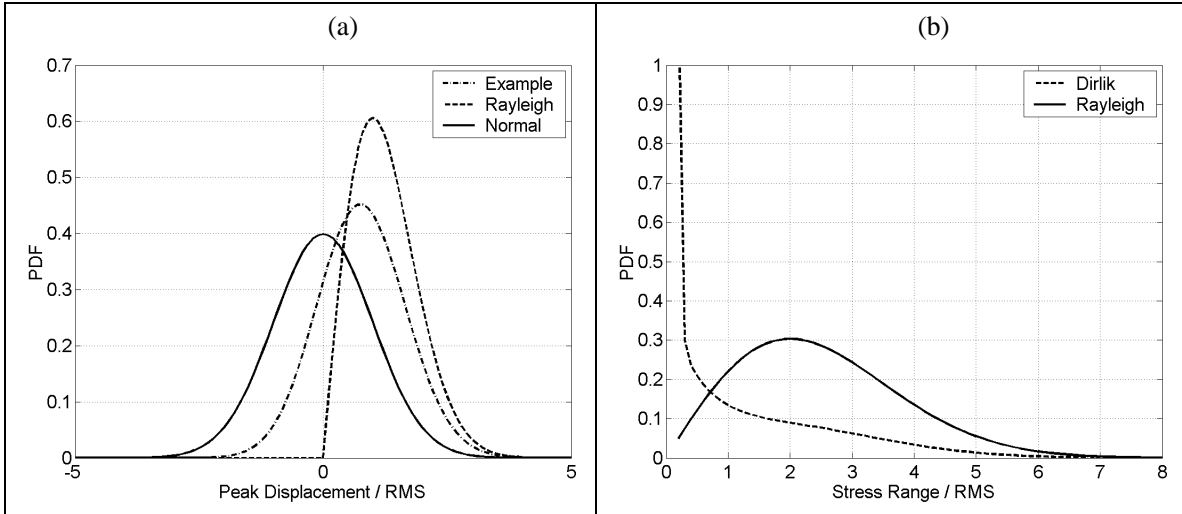 (a)
0.7
0.6
0.5
0.4
0.3
0.2
0.1
0
PDF
-5
0
5
Peak Displacement / RMS
Example
Rayleigh
Normal
(b)
1
0.9
0.8
0.7
0.6
0.5
0.4
0.3
0.2
0.1
0
PDF
0
1
2
3
4
5
6
7
8
Stress Range / RMS
Dirlik
Rayleigh